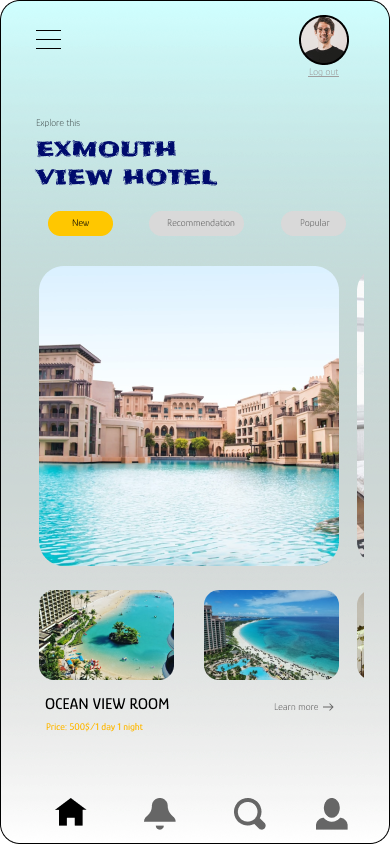 Log out
Explore this
EXMOUTH
VIEW HOTEL
New
Recommendation
Popular
OCEAN VIEW ROOM
Learn more
Price: 500$/1 day 1 night